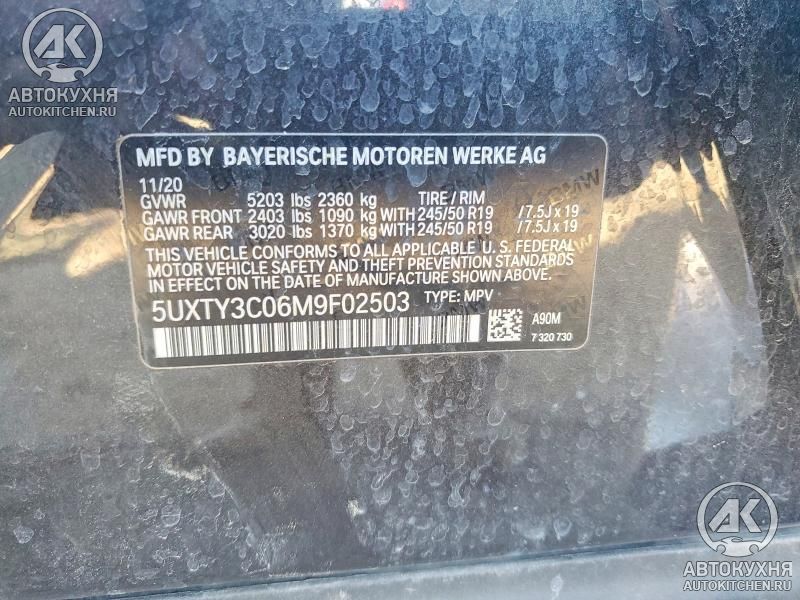 АК
АВТОКУХНЯ
AUTOKITCHEN.RU
MFD BY BAYERISCHE MOTOREN WERKE AG
11/20
GVWR 5203 lbs 2360 kg TIRE / RIM
GAWR FRONT 2403 lbs 1090 kg WITH 245/50 R19 / 7.5J x 19
GAWR REAR 3020 lbs 1370 kg WITH 245/50 R19 / 7.5J x 19
THIS VEHICLE CONFORMS TO ALL APPLICABLE U. S. FEDERAL
MOTOR VEHICLE SAFETY AND THEFT PREVENTION STANDARDS
IN EFFECT ON THE DATE OF MANUFACTURE SHOWN ABOVE.
5UXTY3C06M9F02503 TYPE: MPV
A90M
7 320 730
АК
АВТОКУХНЯ
AUTOKITCHEN.RU